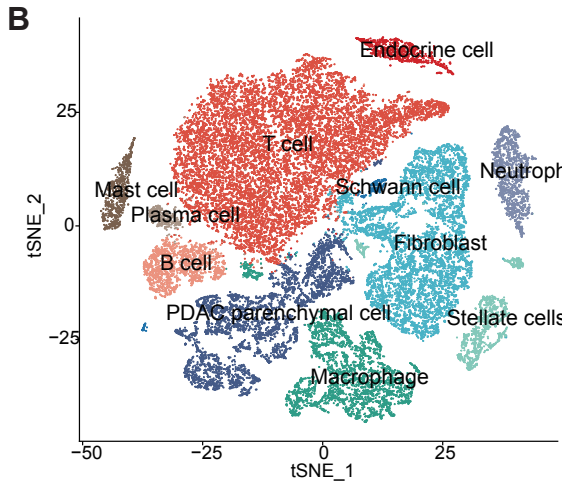 B
Endocrine cell
25
T cell
Neutroph
Schwann cell
Mast cell
Plasma cell
0
Fibroblast
B cell
PDAC parenchymal cell
Stellate cells
−25
Macrophage
tSNE_2
−50
−25
0
25
tSNE_1